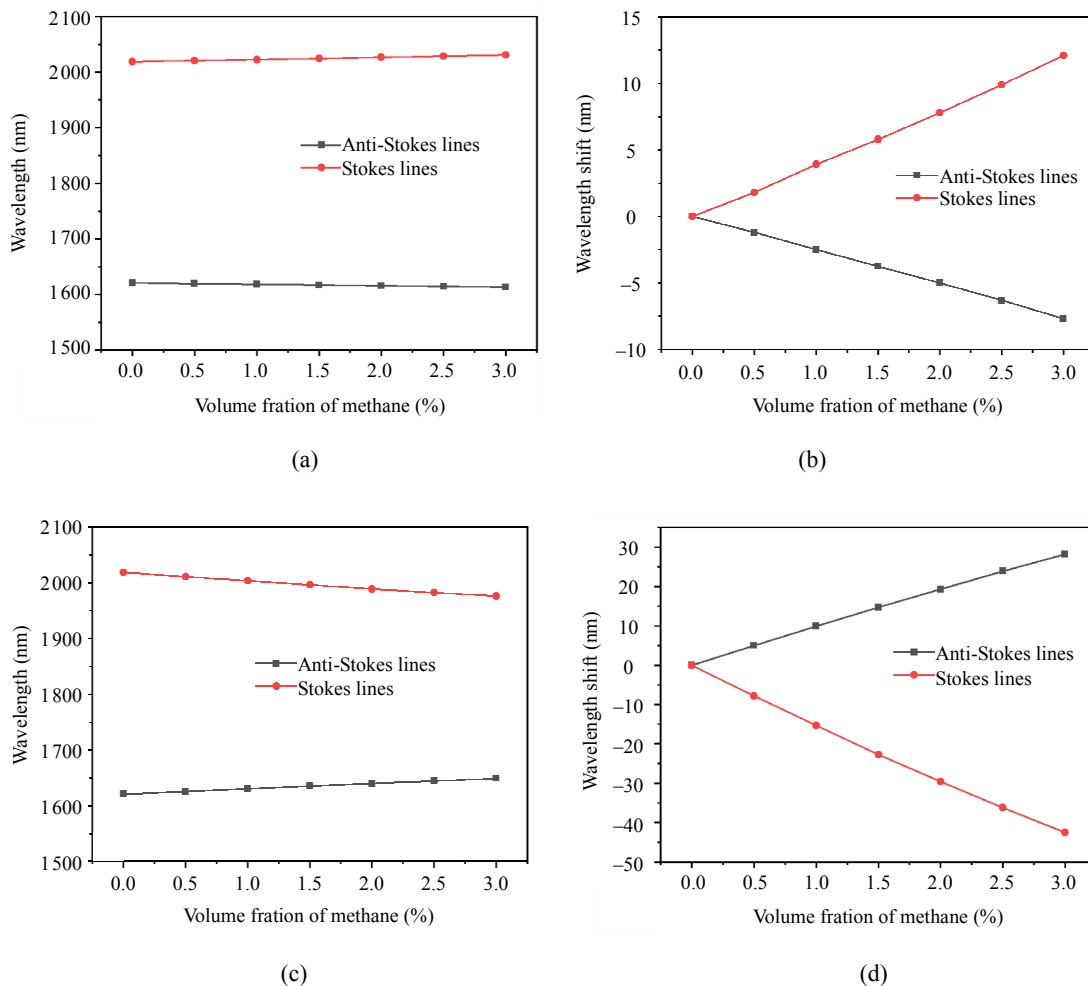 2100
2000
1900
1800
1700
1600
1500
Wavelength (nm)
Anti-Stokes lines
Stokes lines
0.0 0.5 1.0 1.5 2.0 2.5 3.0
Volume fration of methane (%)
(a)
15
10
5
0
−5
−10
Wavelength shift (nm)
Anti-Stokes lines
Stokes lines
0.0 0.5 1.0 1.5 2.0 2.5 3.0
Volume fration of methane (%)
(b)
2100
2000
1900
1800
1700
1600
1500
Wavelength (nm)
Anti-Stokes lines
Stokes lines
0.0 0.5 1.0 1.5 2.0 2.5 3.0
Volume fration of methane (%)
(c)
30
20
10
0
−10
−20
−30
−40
−50
Wavelength shift (nm)
Anti-Stokes lines
Stokes lines
0.0 0.5 1.0 1.5 2.0 2.5 3.0
Volume fration of methane (%)
(d)